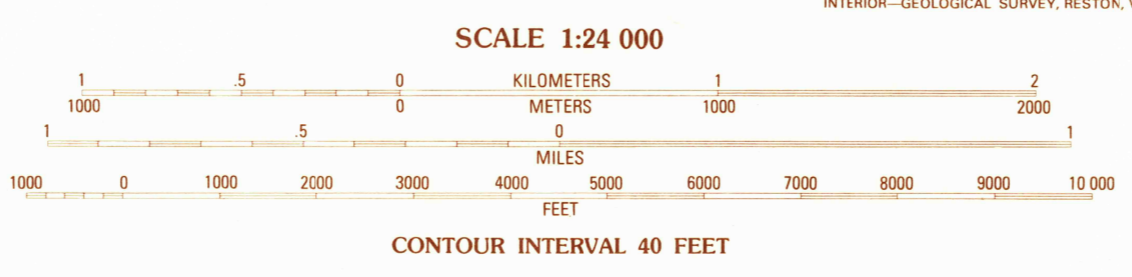 INTERIOR—GEOLOGICAL SURVEY, RESTON,
SCALE 1:24 000
1 .5 0 KILOMETERS 1 2
1000 0 METERS 1000 2000
1 .5 0 1
MILES
1000 0 1000 2000 3000 4000 5000 6000 7000 8000 9000 10 000
FEET
CONTOUR INTERVAL 40 FEET